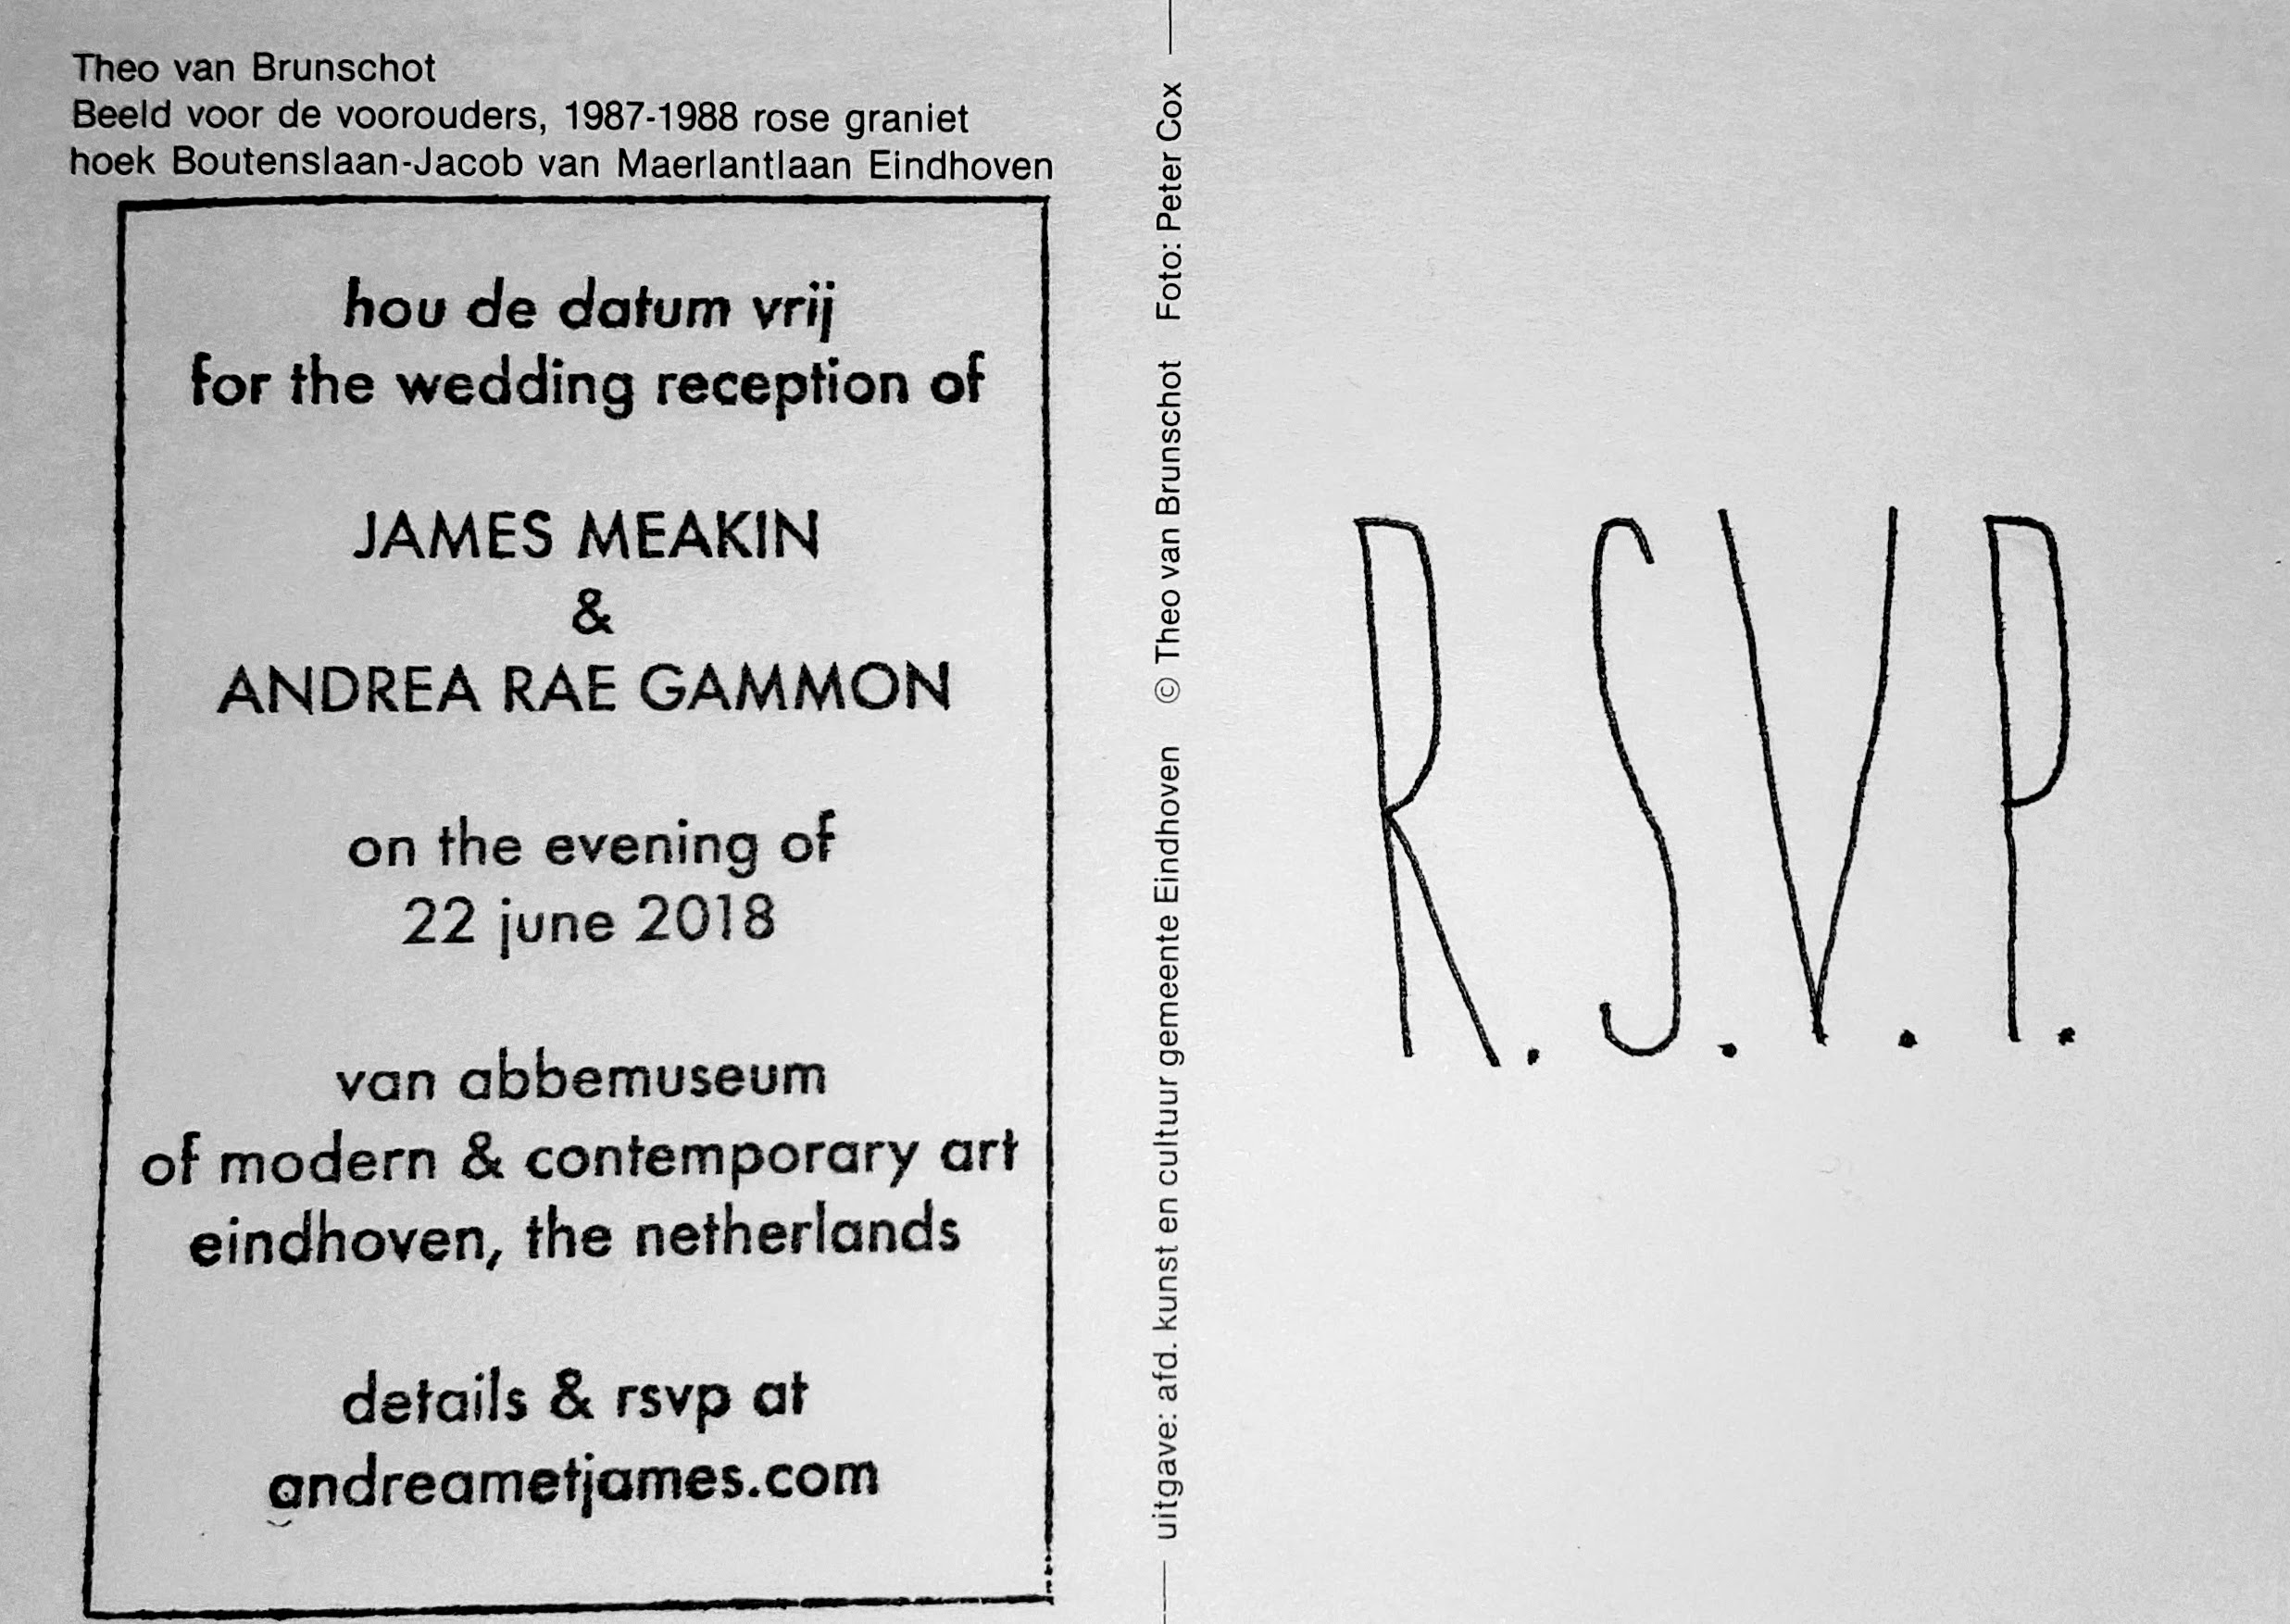 Theo van Brunschot
Beeld voor de voorouders, 1987-1988 rose graniet
hoek Boutenslaan-Jacob van Maerlantlaan Eindhoven
hou de datum vrij
for the wedding reception of
JAMES MEAKIN
&
ANDREA RAE GAMMON
on the evening of
22 june 2018
van abbemuseum
of modern & contemporary art
eindhoven, the netherlands
details & rsvp at
andreametjames.com
uitgave: afd. kunst en cultuur gemeente Eindhoven © Theo van Brunschot Foto: Peter Cox
R.S.V.P.